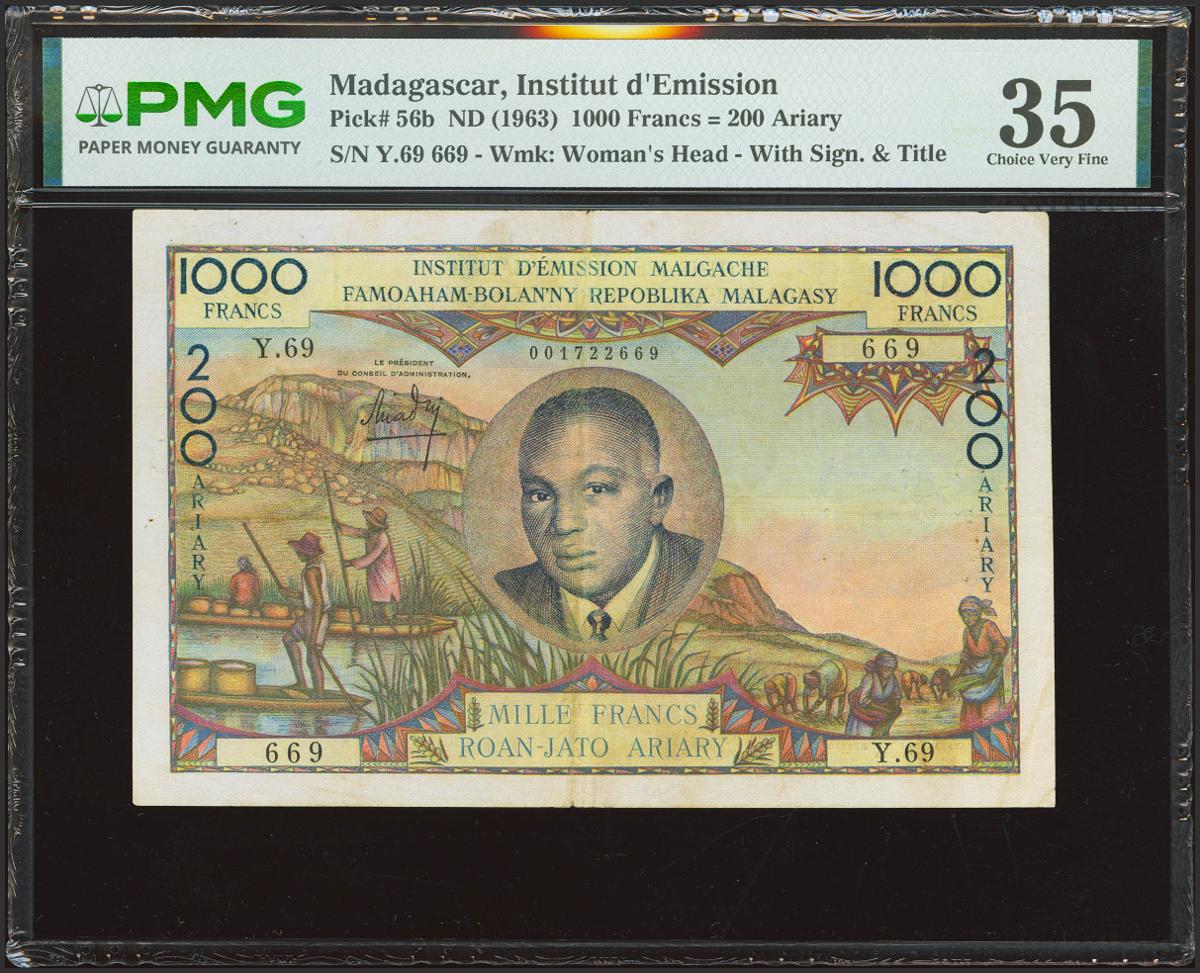 PMG
PAPER MONEY GUARANTY
Madagascar, Institut d'Emission
Pick# 56b ND (1963) 1000 Francs = 200 Ariary
S/N Y.69 669 - Wmk: Woman's Head - With Sign. & Title
35
Choice Very Fine
1000
FRANCS
INSTITUT D'ÉMISSION MALGACHE
FAMOAHAM-BOLAN'NY REPOBLIKA MALAGASY
1000
FRANCS
Y.69
001722669
669
LE PRÉSIDENT
DU CONSEIL D'ADMINISTRATION,
200
ARIARY
200
ARIARY
MILLE FRANCS
ROAN-JATO ARIARY
669
Y.69